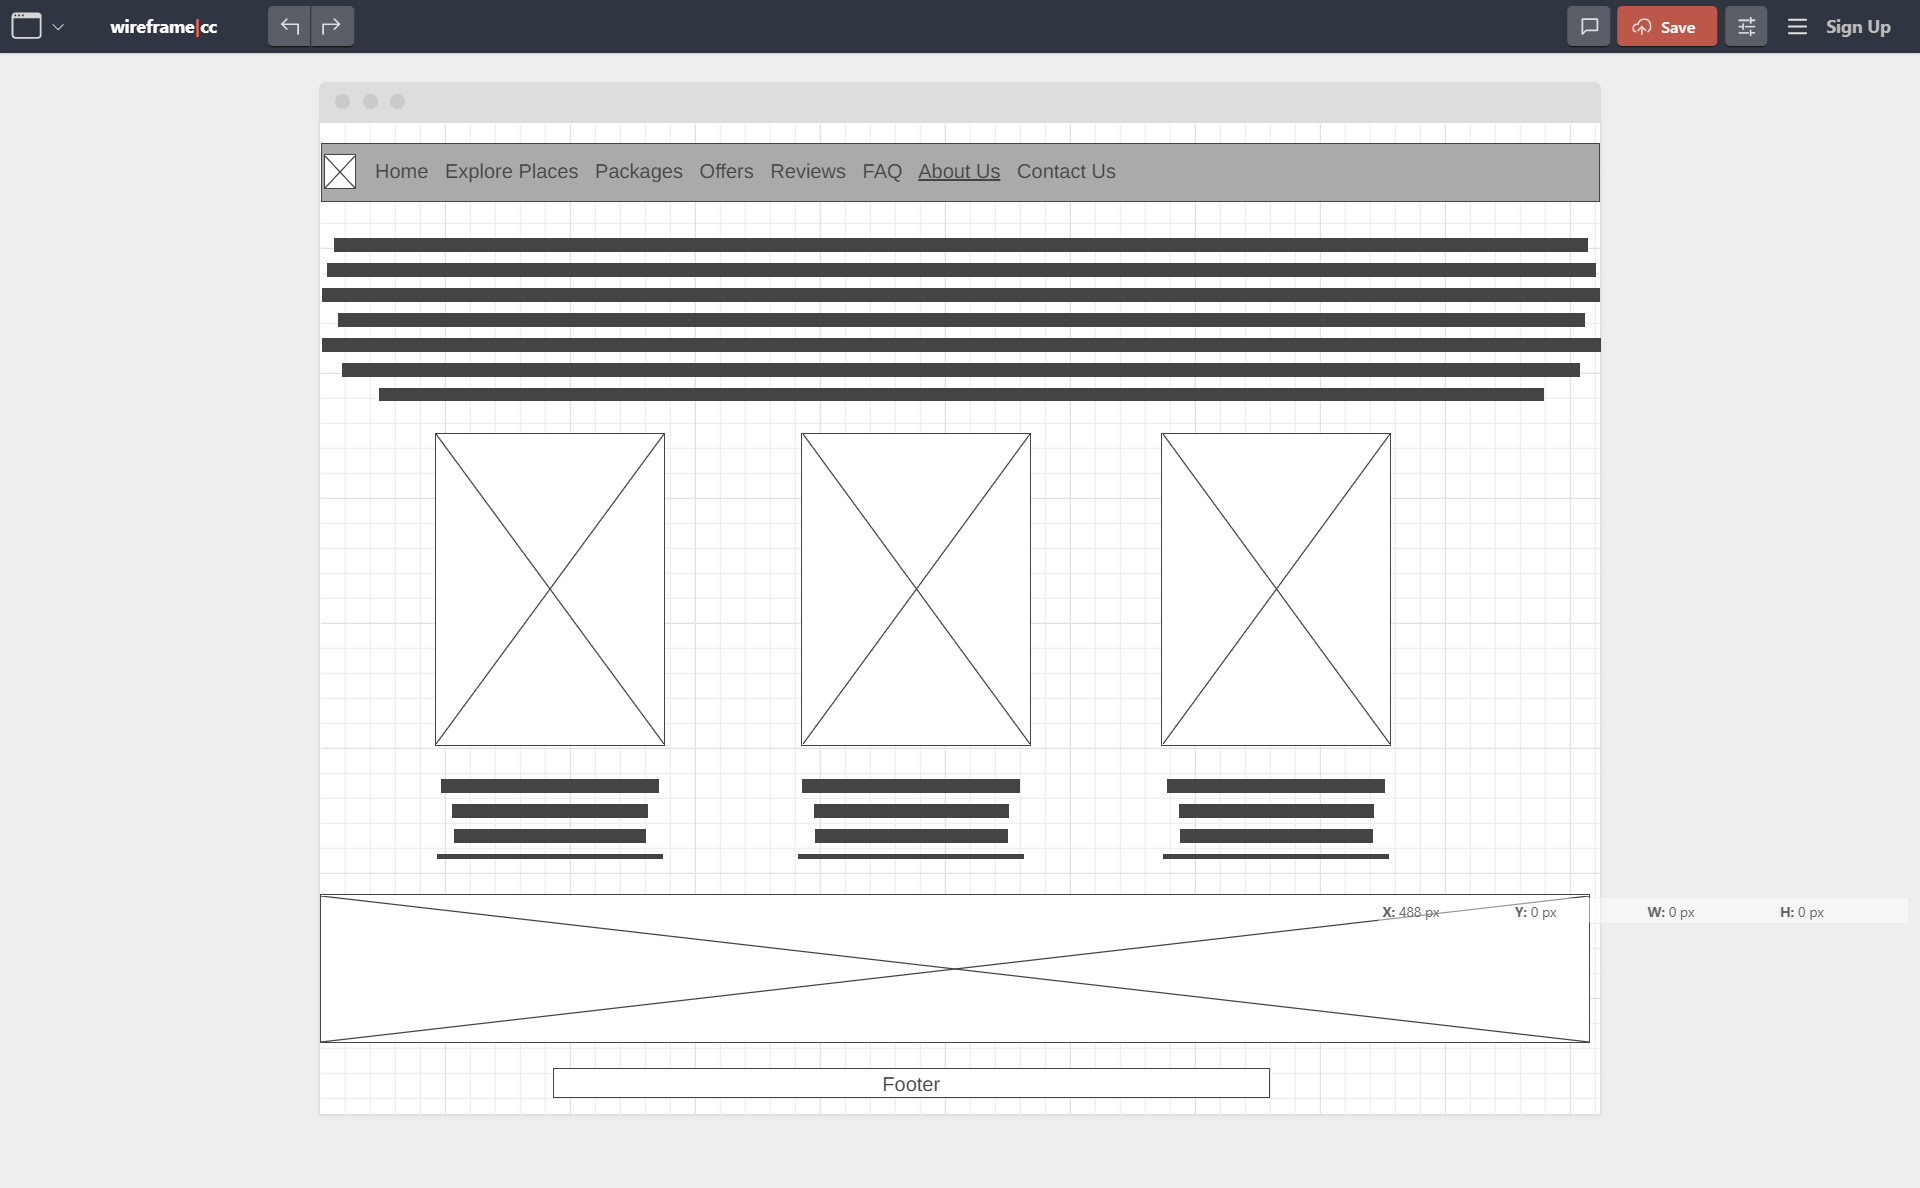 wireframe|cc
Save
Sign Up
Home Explore Places Packages Offers Reviews FAQ About Us Contact Us
X: 488 px Y: 0 px W: 0 px H: 0 px
Footer